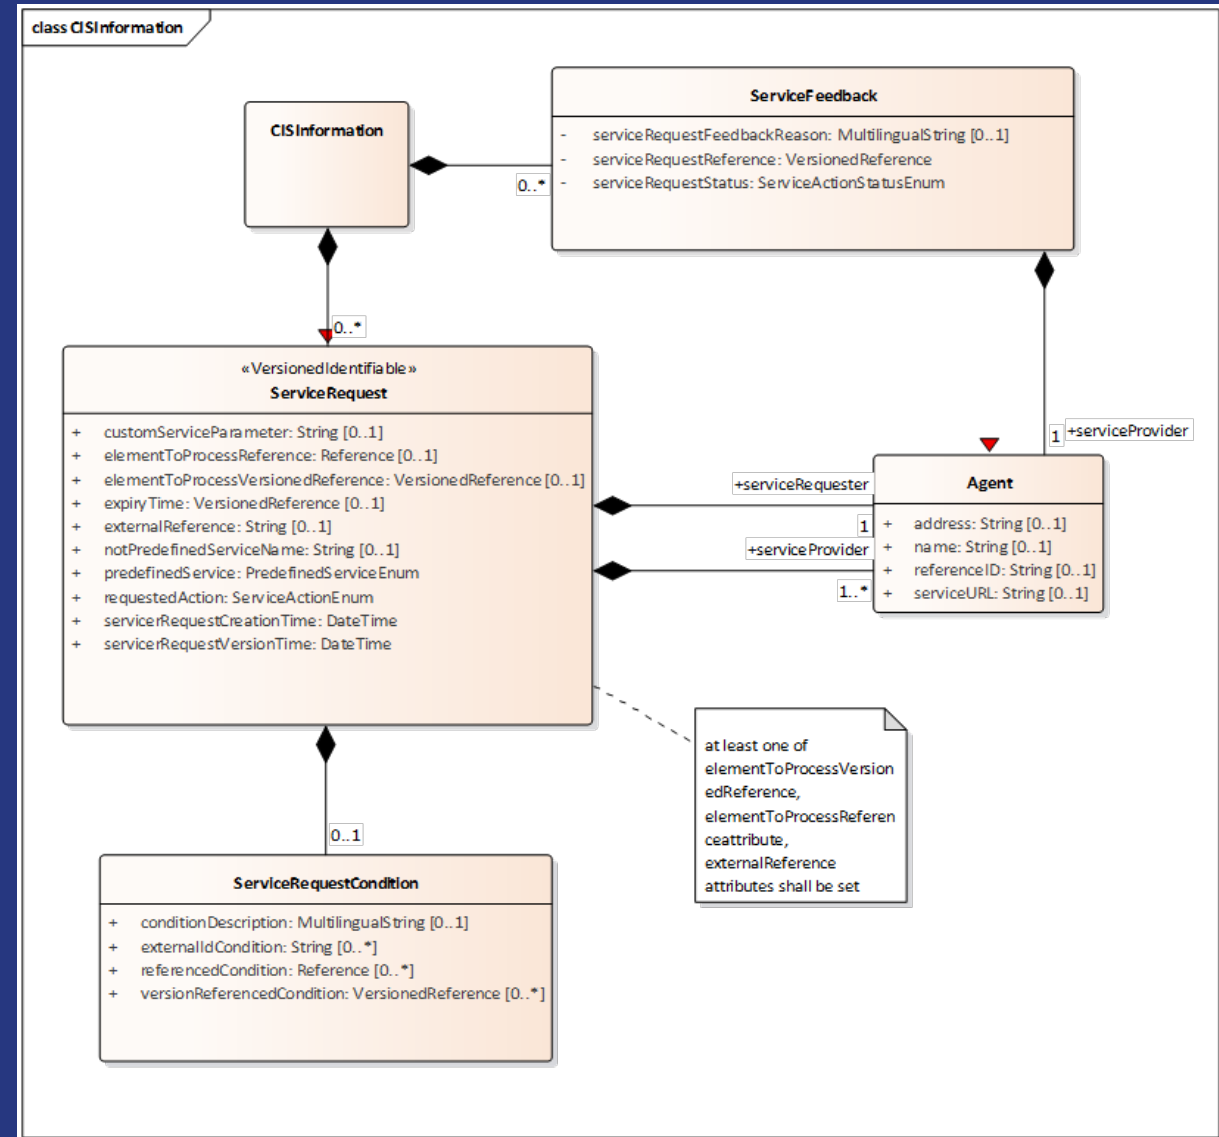 class CISInformation
CISInformation
ServiceFeedback
- serviceRequestFeedbackReason: MultilingualString [0..1]
- serviceRequestReference: VersionedReference
- serviceRequestStatus: ServiceActionStatusEnum
0..*
0..*
«VersionedIdentifiable»
ServiceRequest
+ customServiceParameter: String [0..1]
+ elementToProcessReference: Reference [0..1]
+ elementToProcessVersionedReference: VersionedReference [0..1]
+ expiryTime: VersionedReference [0..1]
+ externalReference: String [0..1]
+ notPredefinedServiceName: String [0..1]
+ predefinedService: PredefinedServiceEnum
+ requestedAction: ServiceActionEnum
+ servicerRequestCreationTime: DateTime
+ servicerRequestVersionTime: DateTime
1 +serviceProvider
+serviceRequester
1
+serviceProvider
1..*
Agent
+ address: String [0..1]
+ name: String [0..1]
+ referenceID: String [0..1]
+ serviceURL: String [0..1]
at least one of
elementToProcessVersion
edReference,
elementToProcessReferen
ceattribute,
externalReference
attributes shall be set
0..1
ServiceRequestCondition
+ conditionDescription: MultilingualString [0..1]
+ externalIdCondition: String [0..*]
+ referencedCondition: Reference [0..*]
+ versionReferencedCondition: VersionedReference [0..*]